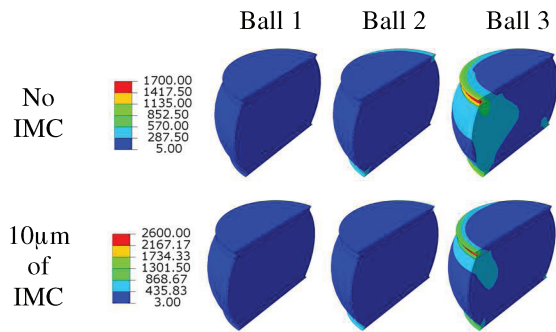 Ball 1 Ball 2 Ball 3
No
IMC
1700.00
1417.50
1135.00
852.50
570.00
287.50
5.00
10µm
of
IMC
2600.00
2167.17
1734.33
1301.50
868.67
435.83
3.00